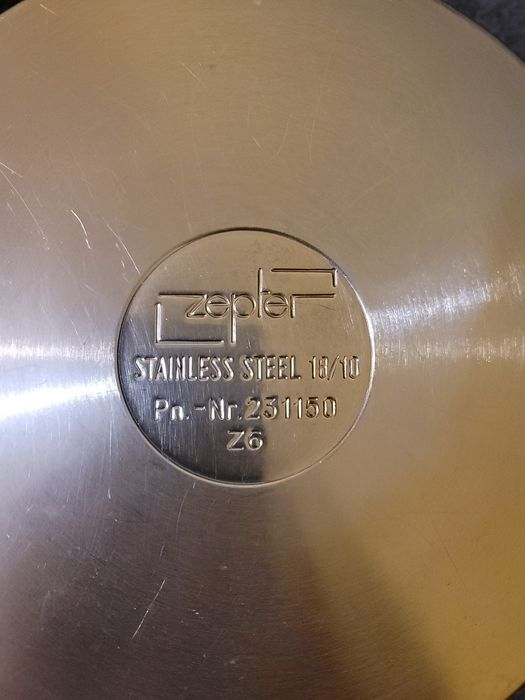 zepter
STAINLESS STEEL 18/10
Pn.-Nr.231150
Z6